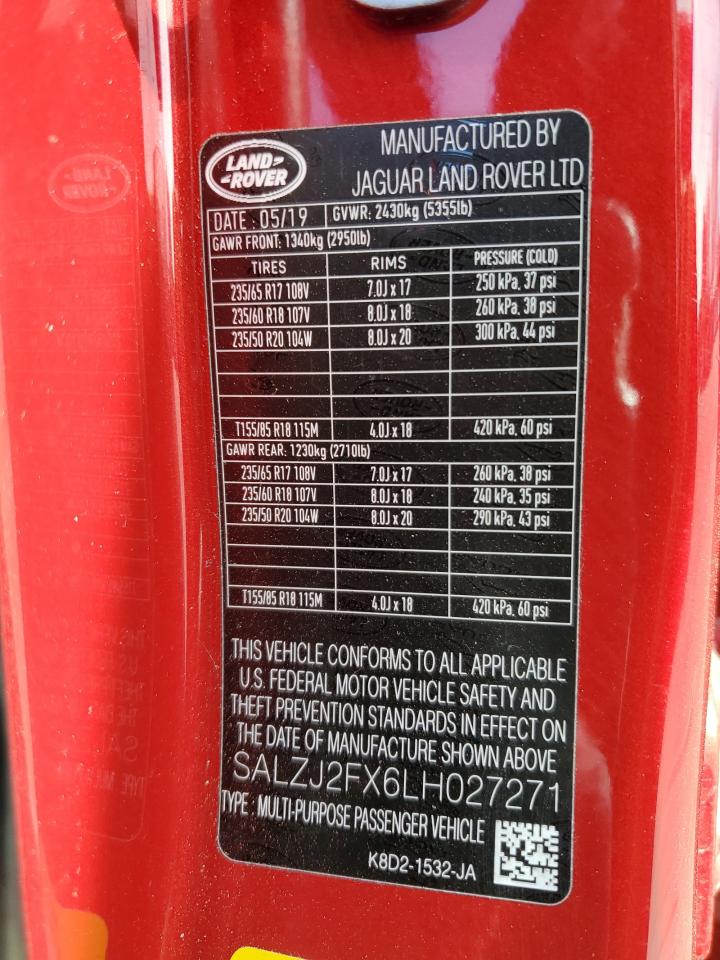 LAND-
-ROVER
MANUFACTURED BY
JAGUAR LAND ROVER LTD
DATE : 05/19 GVWR: 2430kg (5355lb)
GAWR FRONT: 1340kg (2950lb)
TIRES RIMS PRESSURE (COLD)
235/65 R17 108V 7.0J x 17 250 kPa, 37 psi
235/60 R18 107V 8.0J x 18 260 kPa, 38 psi
235/50 R20 104W 8.0J x 20 300 kPa, 44 psi
T155/85 R18 115M 4.0J x 18 420 kPa, 60 psi
GAWR REAR: 1230kg (2710lb)
235/65 R17 108V 7.0J x 17 260 kPa, 38 psi
235/60 R18 107V 8.0J x 18 240 kPa, 35 psi
235/50 R20 104W 8.0J x 20 290 kPa, 43 psi
T155/85 R18 115M 4.0J x 18 420 kPa, 60 psi
THIS VEHICLE CONFORMS TO ALL APPLICABLE
U.S. FEDERAL MOTOR VEHICLE SAFETY AND
THEFT PREVENTION STANDARDS IN EFFECT ON
THE DATE OF MANUFACTURE SHOWN ABOVE
SALZJ2FX6LH027271
TYPE : MULTI-PURPOSE PASSENGER VEHICLE
K8D2-1532-JA